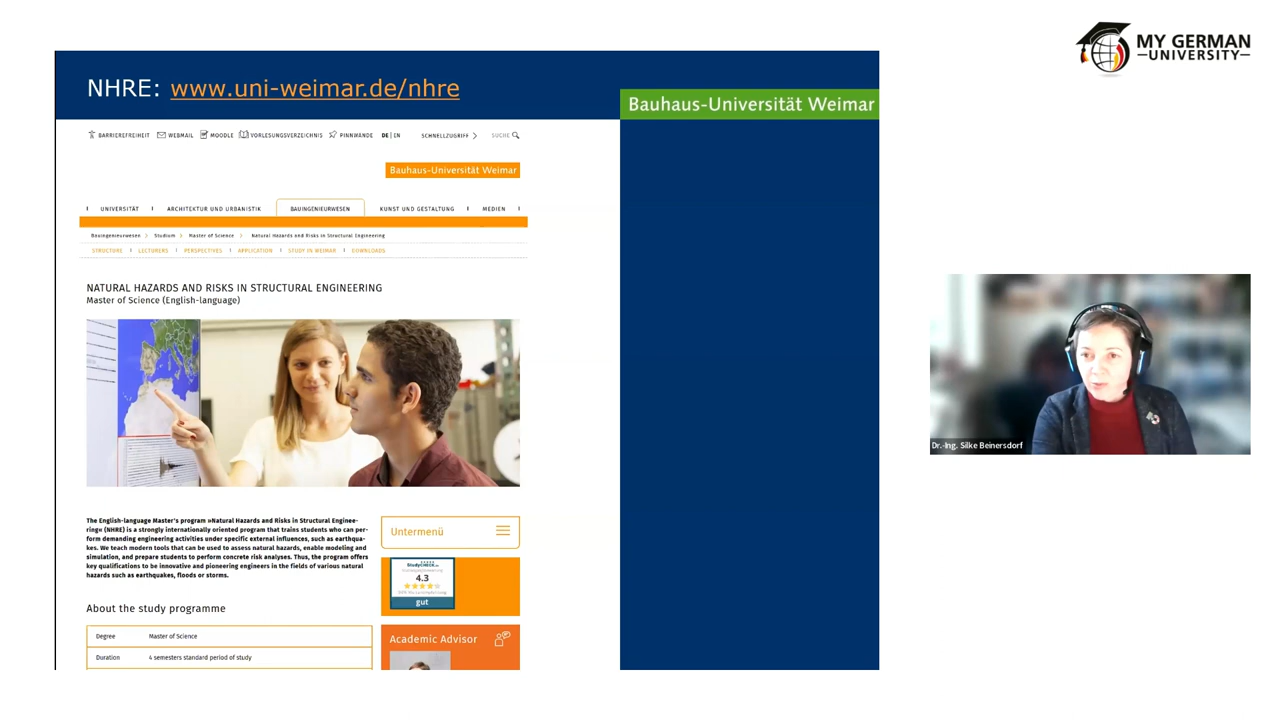 MY GERMAN
UNIVERSITY
NHRE: www.uni-weimar.de/nhre
Bauhaus-Universität Weimar
BARRIEREFREIHEIT WEBMAIL MOODLE VORLESUNGSVERZEICHNIS PINNWÄNDE DE | EN SCHNELLZUGRIFF SUCHE
Bauhaus-Universität Weimar
UNIVERSITÄT ARCHITEKTUR UND URBANISTIK BAUINGENIEURWESEN KUNST UND GESTALTUNG MEDIEN
Bauingenieurwesen > Studium > Master of Science > Natural Hazards and Risks in Structural Engineering
STRUCTURE LECTURERS PERSPECTIVES APPLICATION STUDY IN WEIMAR DOWNLOADS
NATURAL HAZARDS AND RISKS IN STRUCTURAL ENGINEERING
Master of Science (English-language)
Dr.-Ing. Silke Beinersdorf
The English-language Master's program »Natural Hazards and Risks in Structural Enginee-
ring« (NHRE) is a strongly internationally oriented program that trains students who can per-
form demanding engineering activities under specific external influences, such as earthqua-
kes. We teach modern tools that can be used to assess natural hazards, enable modeling and
simulation, and prepare students to perform concrete risk analyses. Thus, the program offers
key qualifications to be innovative and pioneering engineers in the fields of various natural
hazards such as earthquakes, floods or storms.
Untermenü
StudyCHECK.de
4.3
gut
About the study programme
Degree Master of Science
Duration 4 semesters standard period of study
Academic Advisor